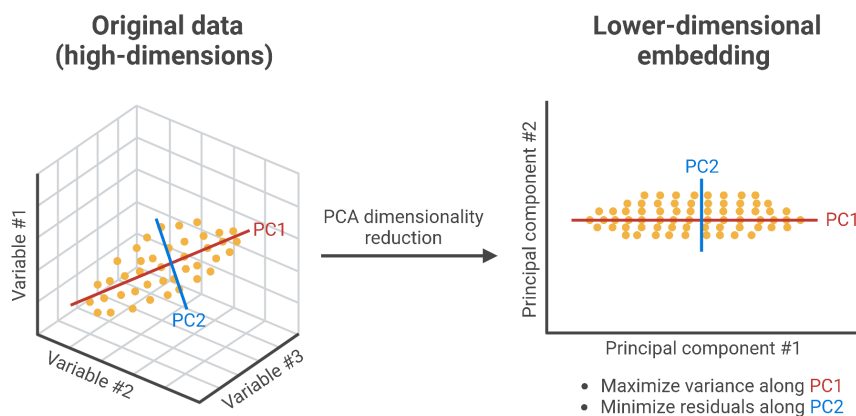 Original data
(high-dimensions)
Lower-dimensional
embedding
Variable #1
Variable #2
Variable #3
PC1
PC2
PCA dimensionality
reduction
Principal component #2
PC2
PC1
Principal component #1
• Maximize variance along PC1
• Minimize residuals along PC2